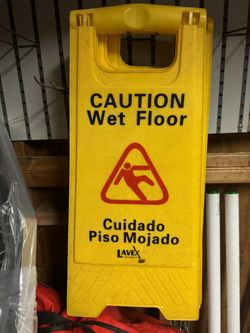 CAUTION
Wet Floor
Cuidado
Piso Mojado
LAVEX